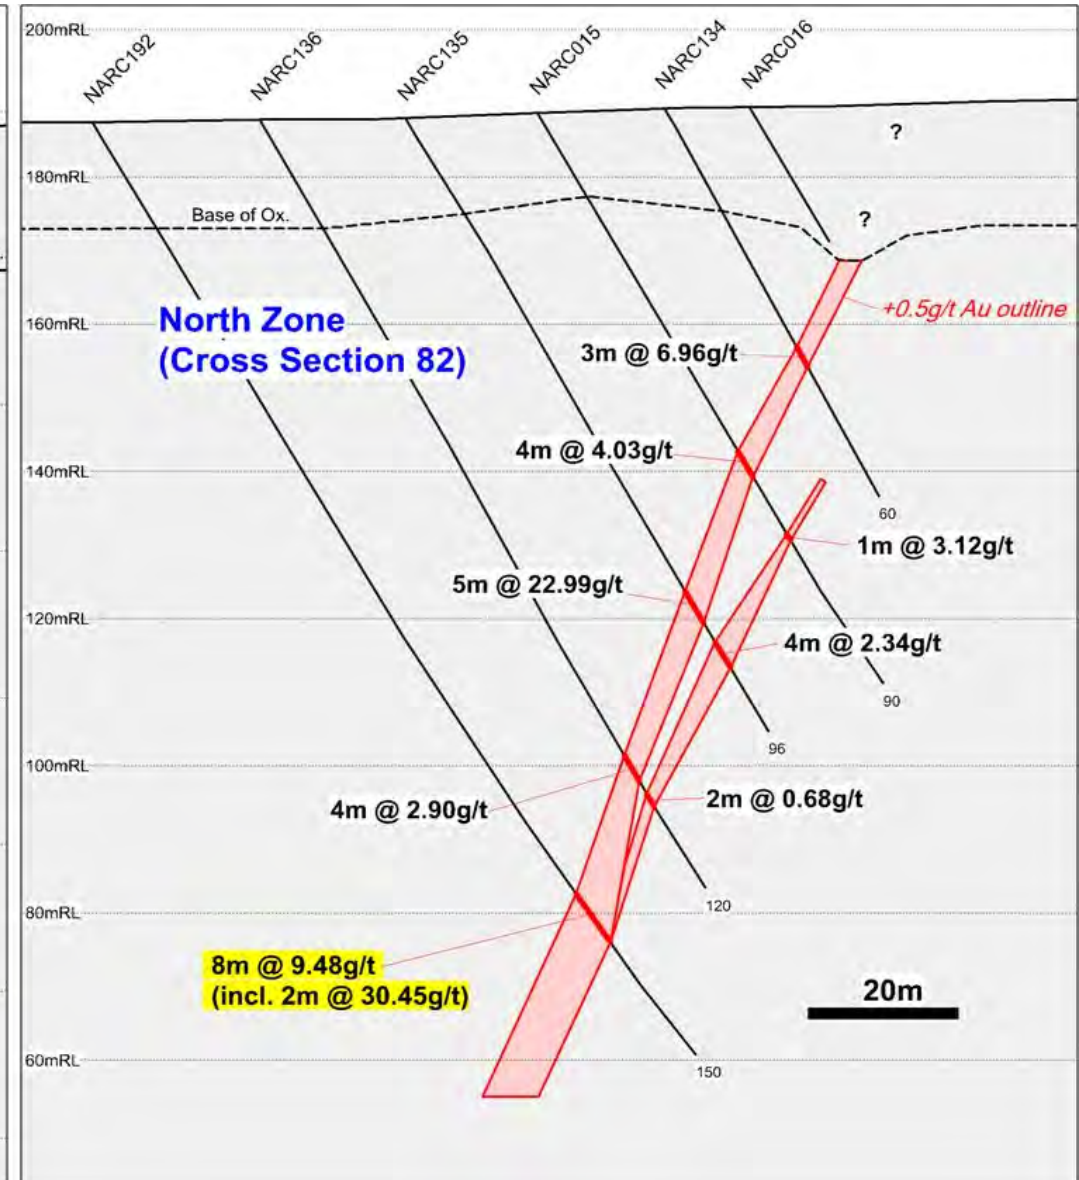 200mRL
NARC192
NARC136
NARC135
NARC015
NARC134
NARC016
?
180mRL
Base of Ox.
?
+0.5g/t Au outline
North Zone
(Cross Section 82)
160mRL
3m @ 6.96g/t
4m @ 4.03g/t
140mRL
60
1m @ 3.12g/t
5m @ 22.99g/t
120mRL
4m @ 2.34g/t
90
96
100mRL
4m @ 2.90g/t
2m @ 0.68g/t
120
80mRL
8m @ 9.48g/t
(incl. 2m @ 30.45g/t)
20m
60mRL
150